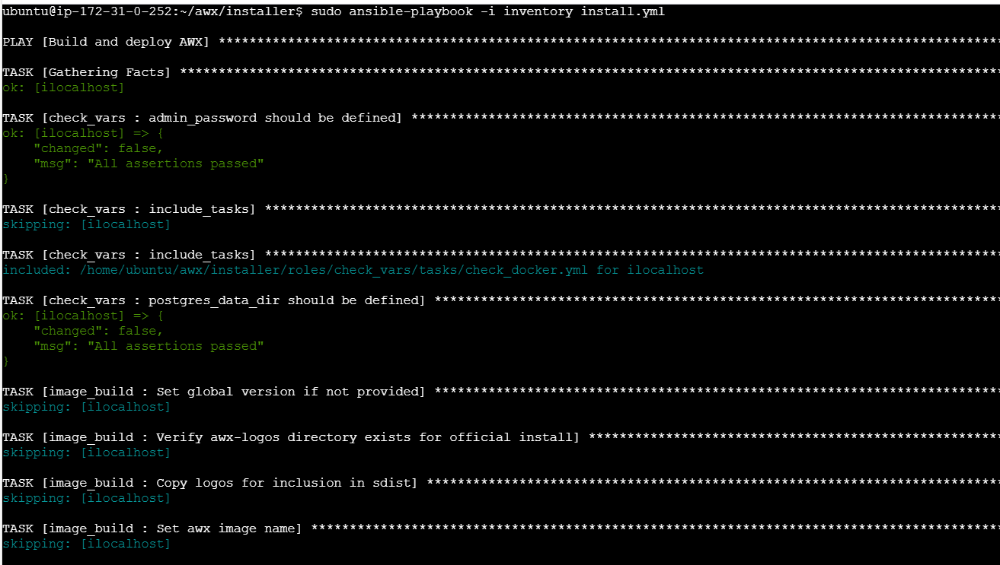 ubuntu@ip-172-31-0-252:~/awx/installer$ sudo ansible-playbook -i inventory install.yml
PLAY [Build and deploy AWX] ******************************************************************************************************
TASK [Gathering Facts] ***********************************************************************************************************
ok: [ilocalhost]
TASK [check_vars : admin_password should be defined] *****************************************************************************
ok: [ilocalhost] => {
    "changed": false,
    "msg": "All assertions passed"
}
TASK [check_vars : include_tasks] ************************************************************************************************
skipping: [ilocalhost]
TASK [check_vars : include_tasks] ************************************************************************************************
included: /home/ubuntu/awx/installer/roles/check_vars/tasks/check_docker.yml for ilocalhost
TASK [check_vars : postgres_data_dir should be defined] **************************************************************************
ok: [ilocalhost] => {
    "changed": false,
    "msg": "All assertions passed"
}
TASK [image_build : Set global version if not provided] **************************************************************************
skipping: [ilocalhost]
TASK [image_build : Verify awx-logos directory exists for official install] ******************************************************
skipping: [ilocalhost]
TASK [image_build : Copy logos for inclusion in sdist] ***************************************************************************
skipping: [ilocalhost]
TASK [image_build : Set awx image name] ******************************************************************************************
skipping: [ilocalhost]